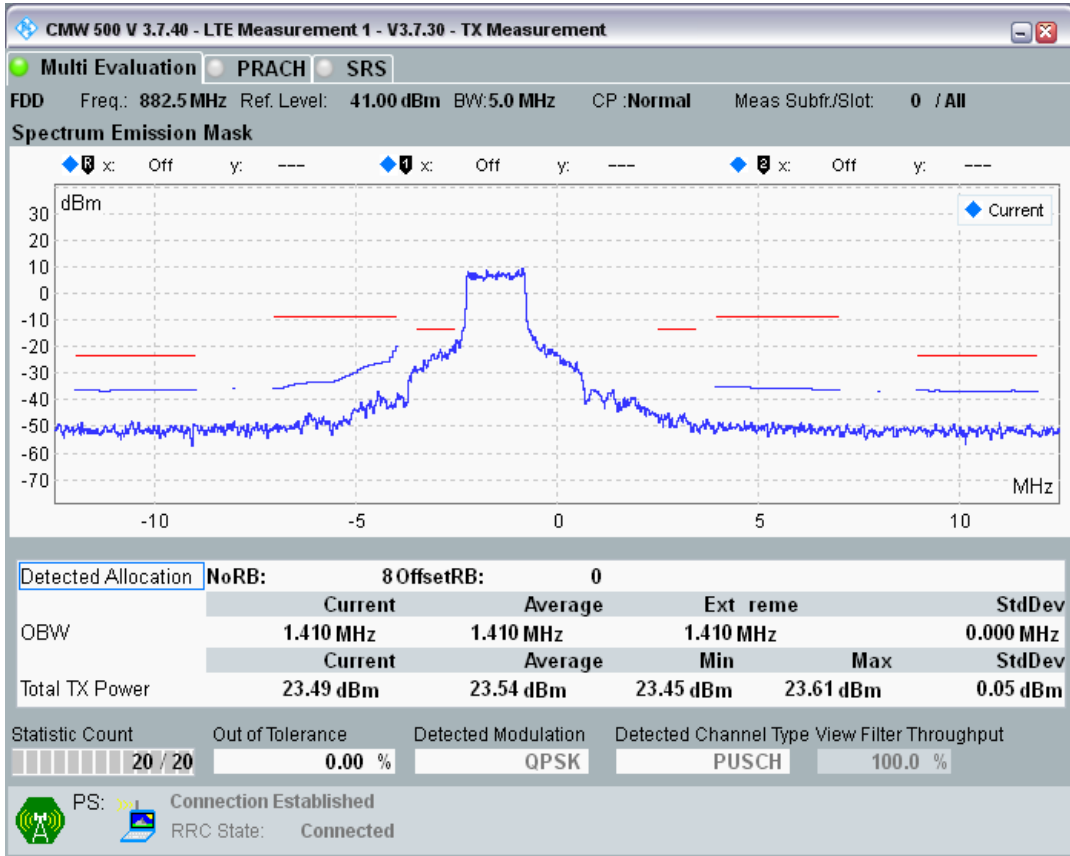 CMW 500 V 3.7.40 - LTE Measurement 1 - V3.7.30 - TX Measurement
Multi Evaluation PRACH SRS
FDD Freq.: 882.5 MHz Ref. Level: 41.00 dBm BW: 5.0 MHz CP : Normal Meas Subfr./Slot: 0 / All
Spectrum Emission Mask
R x: Off y: --- 1 x: Off y: --- 2 x: Off y: ---
dBm
Current
30
20
10
0
-10
-20
-30
-40
-50
-60
-70
MHz
-10 -5 0 5 10
Detected Allocation NoRB: 8 OffsetRB: 0
Current Average Ext reme StdDev
OBW 1.410 MHz 1.410 MHz 1.410 MHz 0.000 MHz
Current Average Min Max StdDev
Total TX Power 23.49 dBm 23.54 dBm 23.45 dBm 23.61 dBm 0.05 dBm
Statistic Count Out of Tolerance Detected Modulation Detected Channel Type View Filter Throughput
20 / 20 0.00 % QPSK PUSCH 100.0 %
PS: Connection Established
RRC State: Connected